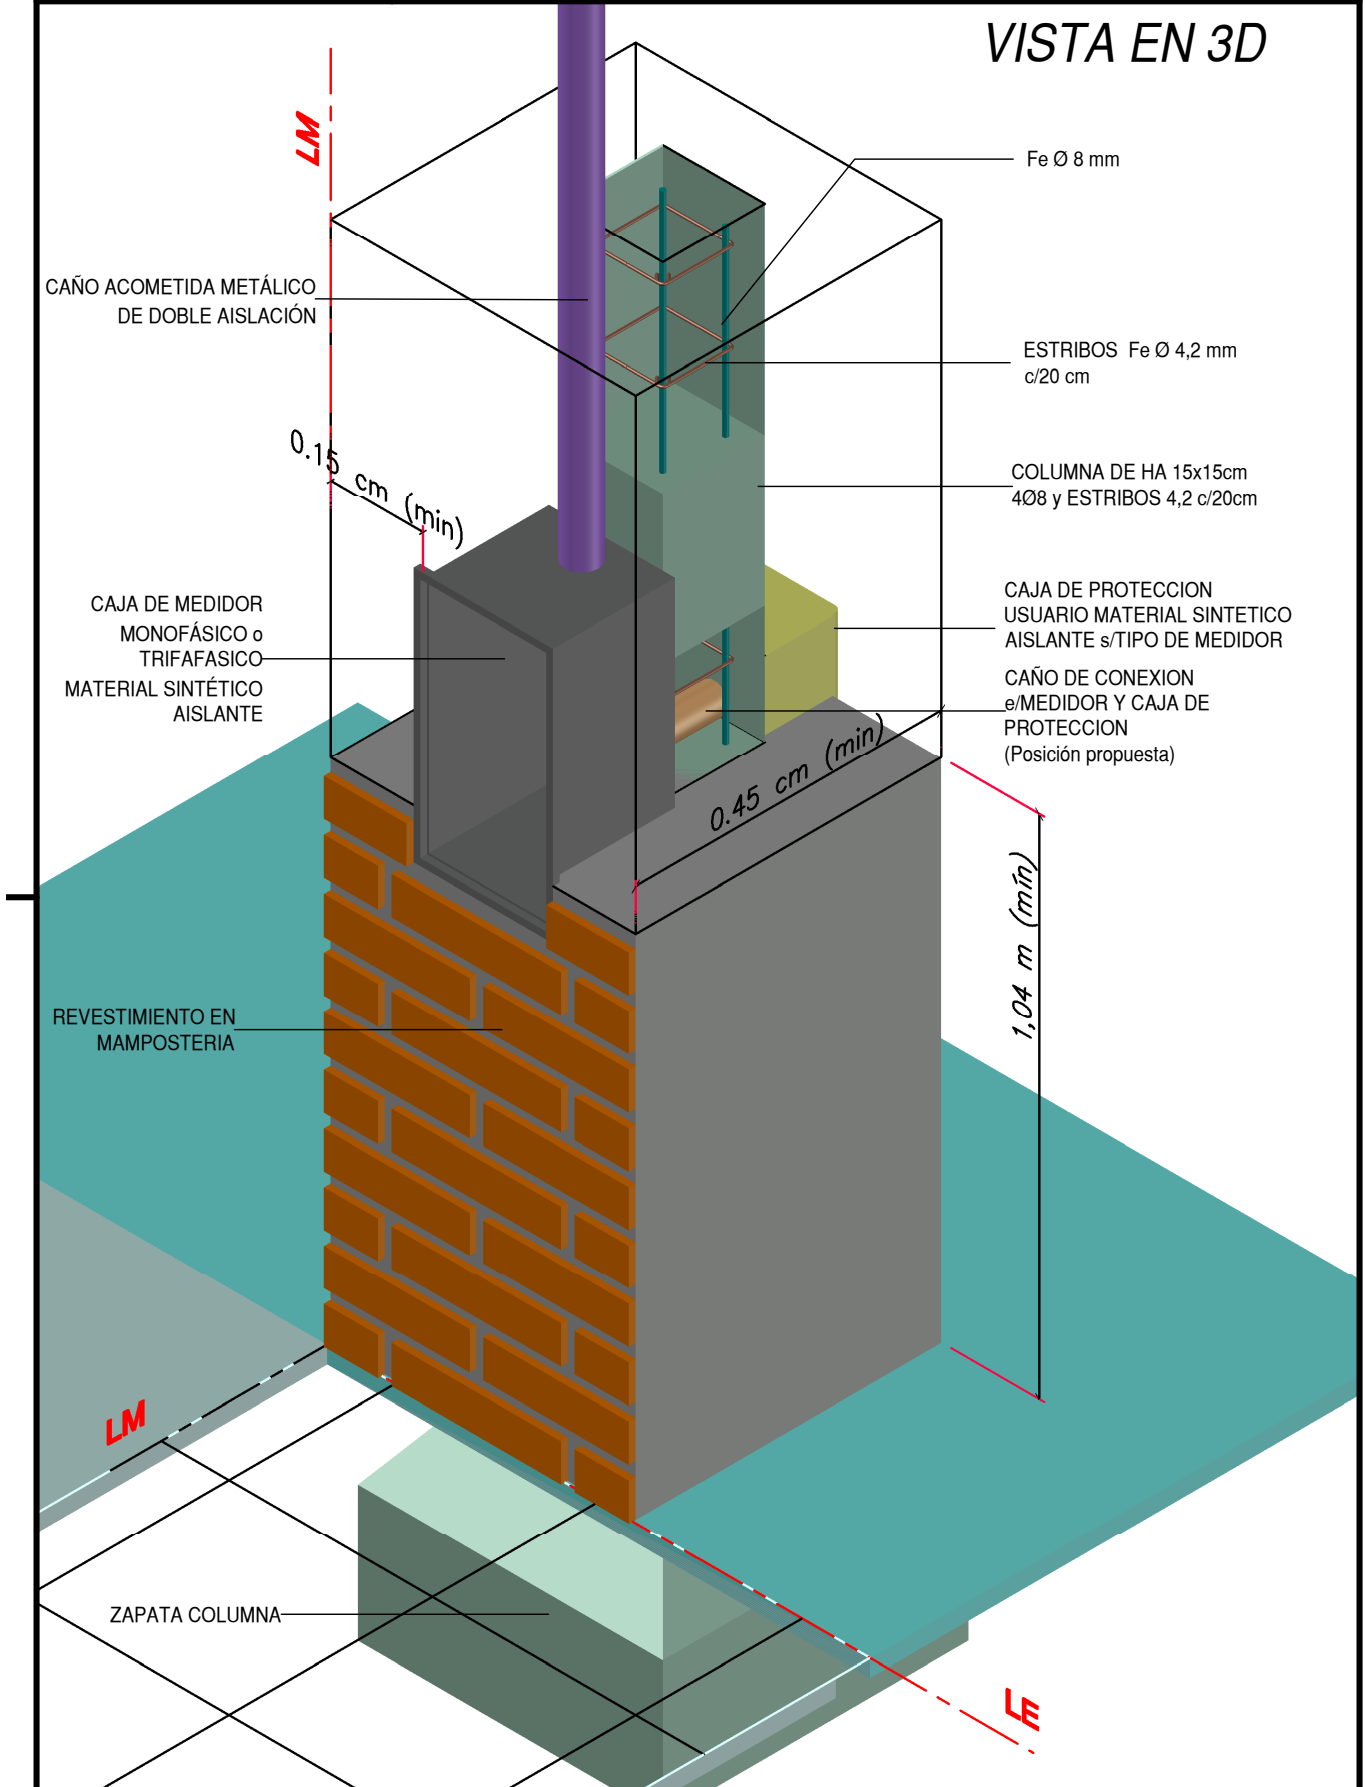 VISTA EN 3D
LM
Fe Ø 8 mm
CAÑO ACOMETIDA METÁLICO
DE DOBLE AISLACIÓN
ESTRIBOS Fe Ø 4,2 mm
c/20 cm
0.15 cm (min)
COLUMNA DE HA 15x15cm
4Ø8 y ESTRIBOS 4,2 c/20cm
CAJA DE MEDIDOR
MONOFÁSICO o
TRIFAFASICO
MATERIAL SINTÉTICO
AISLANTE
CAJA DE PROTECCION
USUARIO MATERIAL SINTETICO
AISLANTE s/TIPO DE MEDIDOR
CAÑO DE CONEXION
e/MEDIDOR Y CAJA DE
PROTECCION
(Posición propuesta)
0.45 cm (min)
1,04 m (mín)
REVESTIMIENTO EN
MAMPOSTERIA
LM
ZAPATA COLUMNA
LE